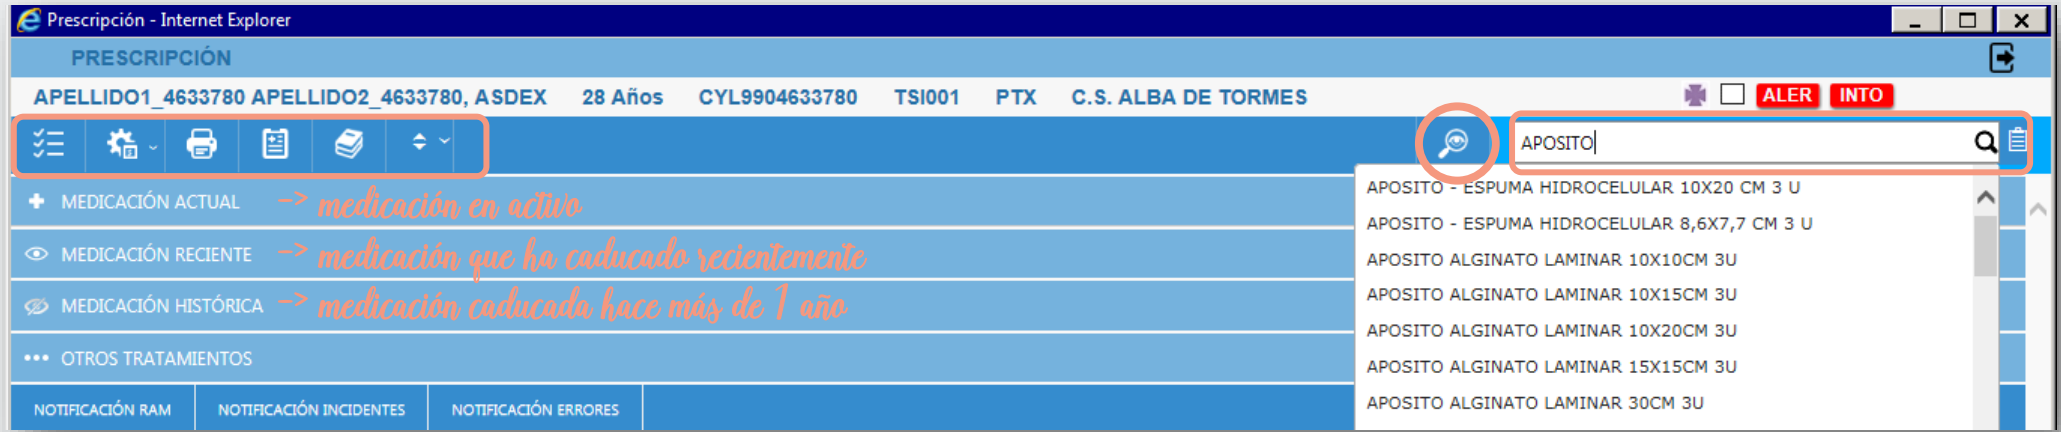 Prescripción - Internet Explorer
PRESCRIPCIÓN
APELLIDO1_4633780 APELLIDO2_4633780, ASDEX 28 Años CYL9904633780 TSI001 PTX C.S. ALBA DE TORMES ALER INTO
APOSITO
MEDICACIÓN ACTUAL -> medicación en activo
MEDICACIÓN RECIENTE -> medicación que ha caducado recientemente
MEDICACIÓN HISTÓRICA -> medicación caducada hace más de 1 año
OTROS TRATAMIENTOS
NOTIFICACIÓN RAM NOTIFICACIÓN INCIDENTES NOTIFICACIÓN ERRORES
APOSITO - ESPUMA HIDROCELULAR 10X20 CM 3 U
APOSITO - ESPUMA HIDROCELULAR 8,6X7,7 CM 3 U
APOSITO ALGINATO LAMINAR 10X10CM 3U
APOSITO ALGINATO LAMINAR 10X15CM 3U
APOSITO ALGINATO LAMINAR 10X20CM 3U
APOSITO ALGINATO LAMINAR 15X15CM 3U
APOSITO ALGINATO LAMINAR 30CM 3U